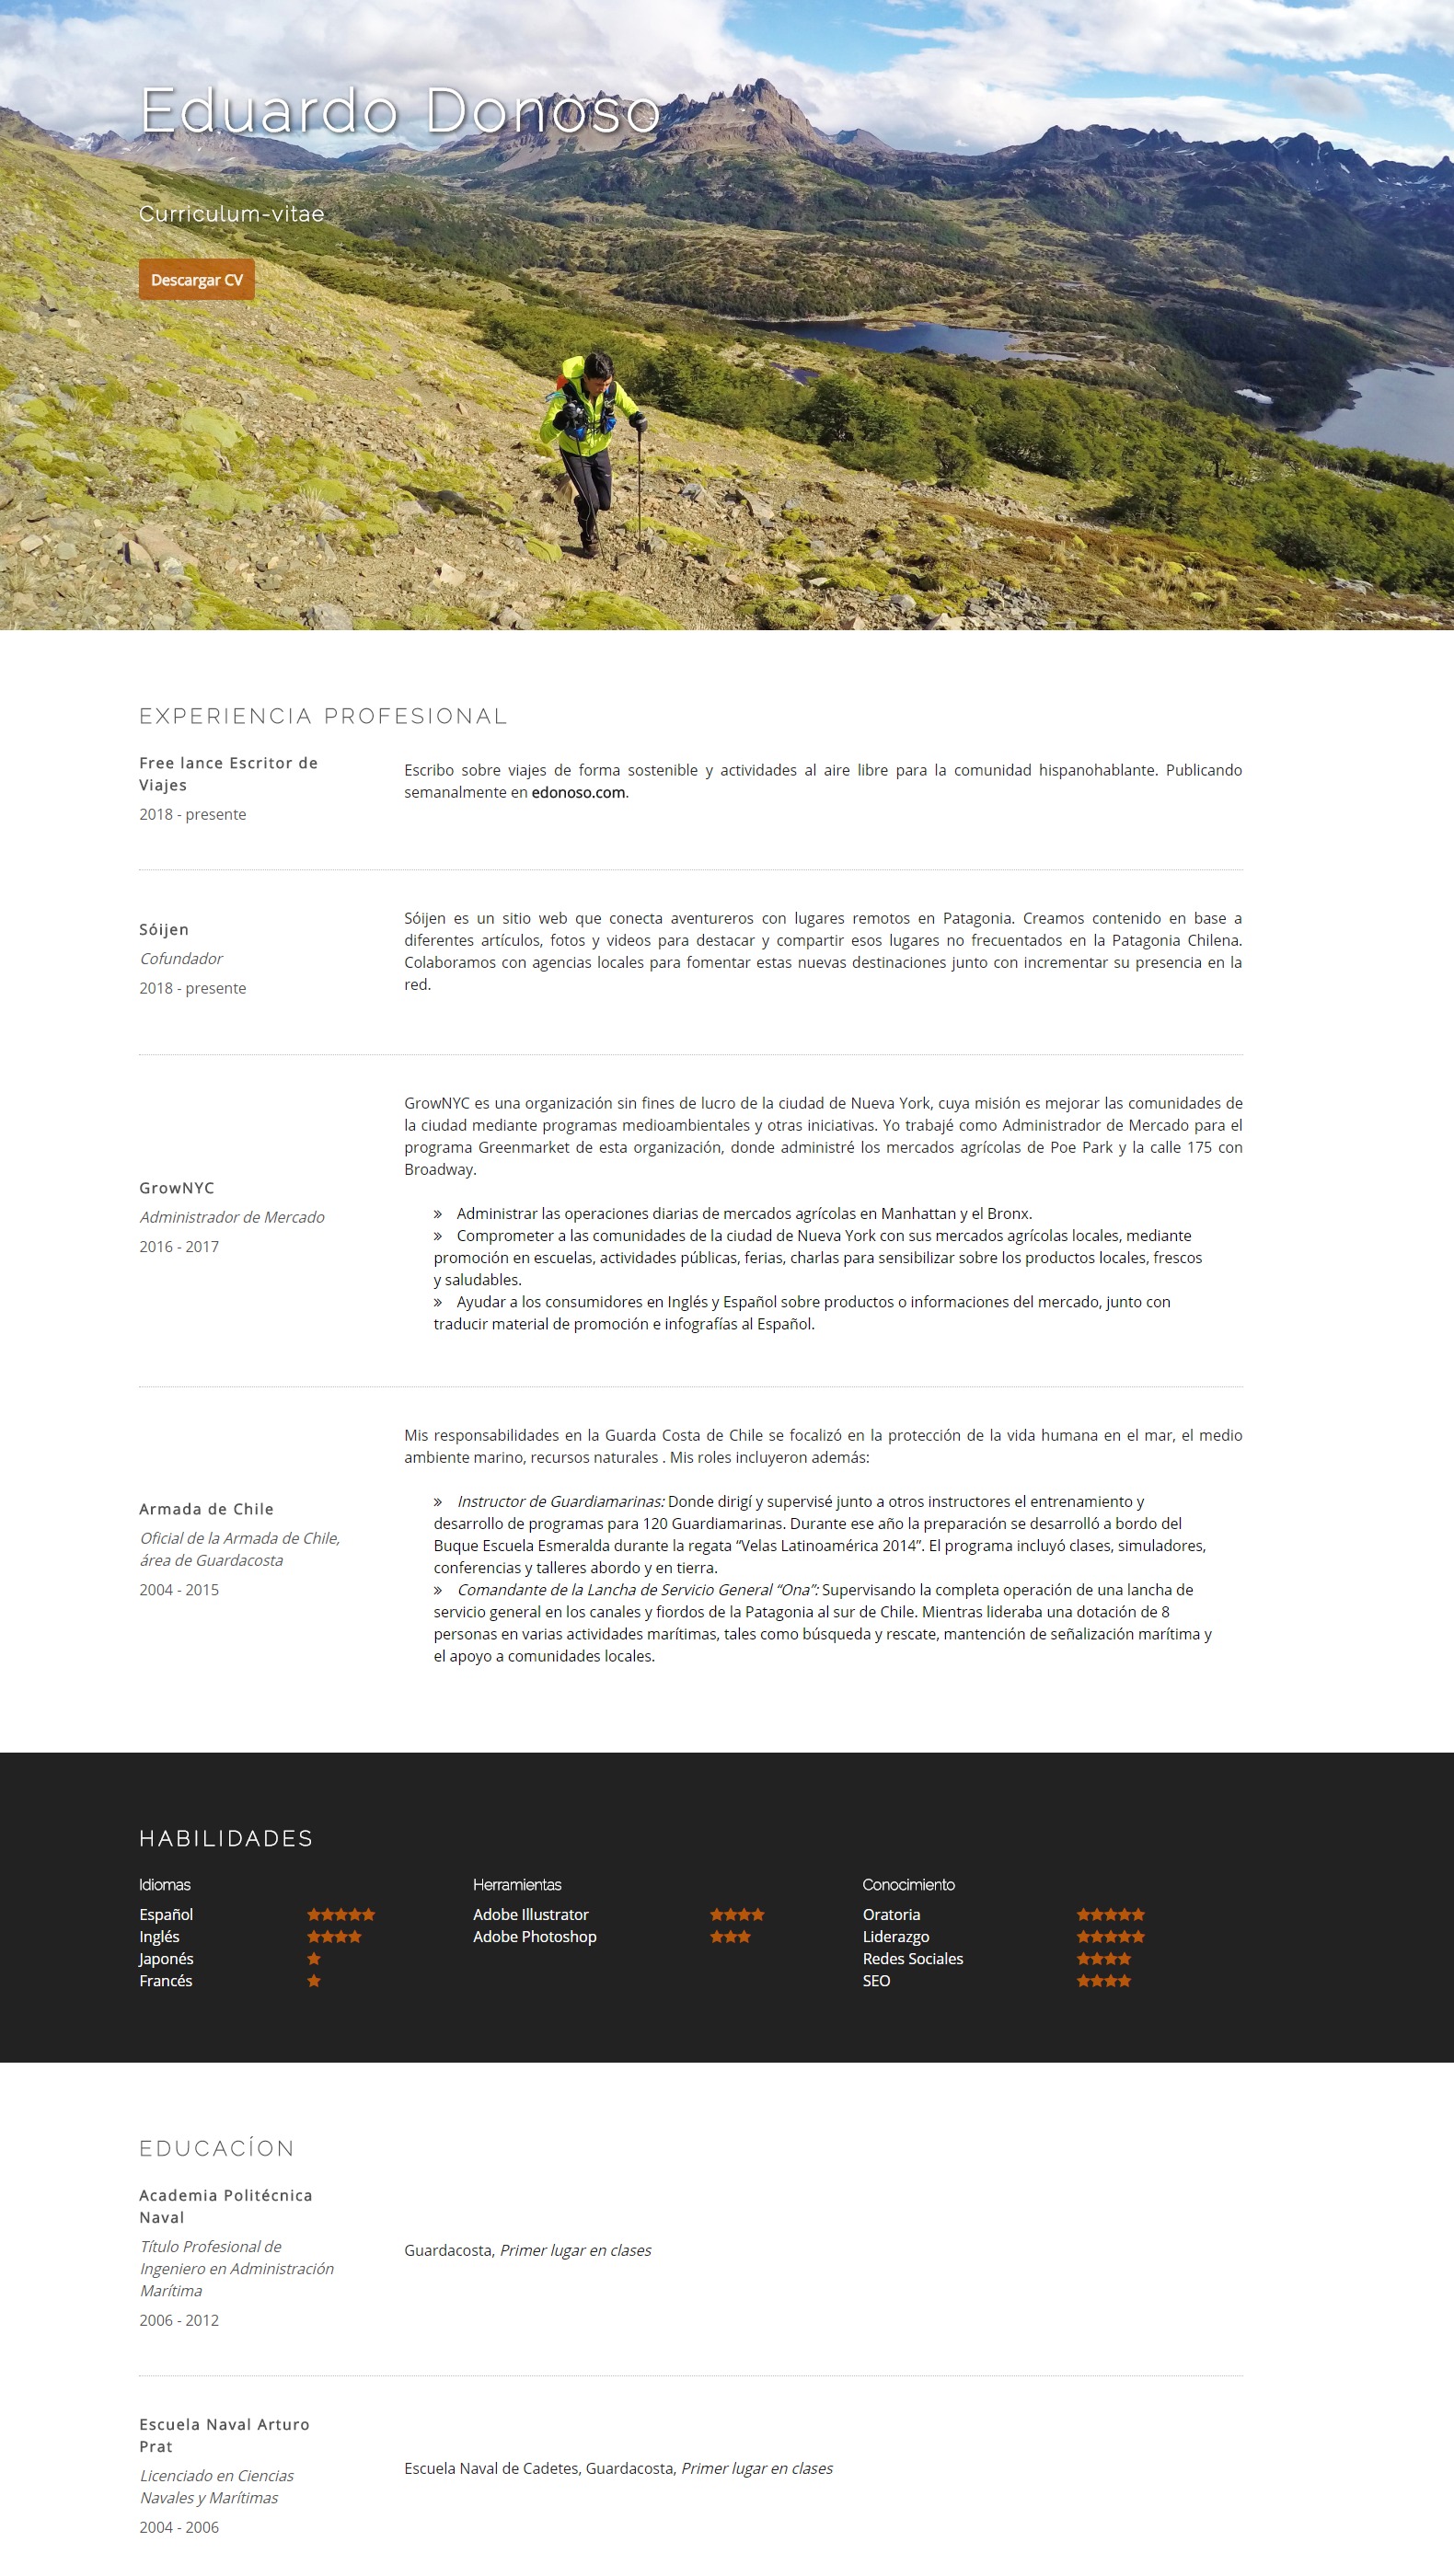 Eduardo Donoso
Curriculum-vitae
Descargar CV
EXPERIENCIA PROFESIONAL
Free lance Escritor de
Viajes
2018 - presente
Escribo sobre viajes de forma sostenible y actividades al aire libre para la comunidad hispanohablante. Publicando
semanalmente en edonoso.com.
Sóijen
Cofundador
2018 - presente
Sóijen es un sitio web que conecta aventureros con lugares remotos en Patagonia. Creamos contenido en base a
diferentes artículos, fotos y videos para destacar y compartir esos lugares no frecuentados en la Patagonia Chilena.
Colaboramos con agencias locales para fomentar estas nuevas destinaciones junto con incrementar su presencia en la
red.
GrowNYC
Administrador de Mercado
2016 - 2017
GrowNYC es una organización sin fines de lucro de la ciudad de Nueva York, cuya misión es mejorar las comunidades de
la ciudad mediante programas medioambientales y otras iniciativas. Yo trabajé como Administrador de Mercado para el
programa Greenmarket de esta organización, donde administré los mercados agrícolas de Poe Park y la calle 175 con
Broadway.
» Administrar las operaciones diarias de mercados agrícolas en Manhattan y el Bronx.
» Comprometer a las comunidades de la ciudad de Nueva York con sus mercados agrícolas locales, mediante
promoción en escuelas, actividades públicas, ferias, charlas para sensibilizar sobre los productos locales, frescos
y saludables.
» Ayudar a los consumidores en Inglés y Español sobre productos o informaciones del mercado, junto con
traducir material de promoción e infografías al Español.
Armada de Chile
Oficial de la Armada de Chile,
área de Guardacosta
2004 - 2015
Mis responsabilidades en la Guarda Costa de Chile se focalizó en la protección de la vida humana en el mar, el medio
ambiente marino, recursos naturales . Mis roles incluyeron además:
» Instructor de Guardiamarinas: Donde dirigí y supervisé junto a otros instructores el entrenamiento y
desarrollo de programas para 120 Guardiamarinas. Durante ese año la preparación se desarrolló a bordo del
Buque Escuela Esmeralda durante la regata “Velas Latinoamérica 2014”. El programa incluyó clases, simuladores,
conferencias y talleres abordo y en tierra.
» Comandante de la Lancha de Servicio General “Ona”: Supervisando la completa operación de una lancha de
servicio general en los canales y fiordos de la Patagonia al sur de Chile. Mientras lideraba una dotación de 8
personas en varias actividades marítimas, tales como búsqueda y rescate, mantención de señalización marítima y
el apoyo a comunidades locales.
HABILIDADES
Idiomas
Español
Inglés
Japonés
Francés
Herramientas
Adobe Illustrator
Adobe Photoshop
Conocimiento
Oratoria
Liderazgo
Redes Sociales
SEO
EDUCACÍON
Academia Politécnica
Naval
Título Profesional de
Ingeniero en Administración
Marítima
2006 - 2012
Guardacosta, Primer lugar en clases
Escuela Naval Arturo
Prat
Licenciado en Ciencias
Navales y Marítimas
2004 - 2006
Escuela Naval de Cadetes, Guardacosta, Primer lugar en clases